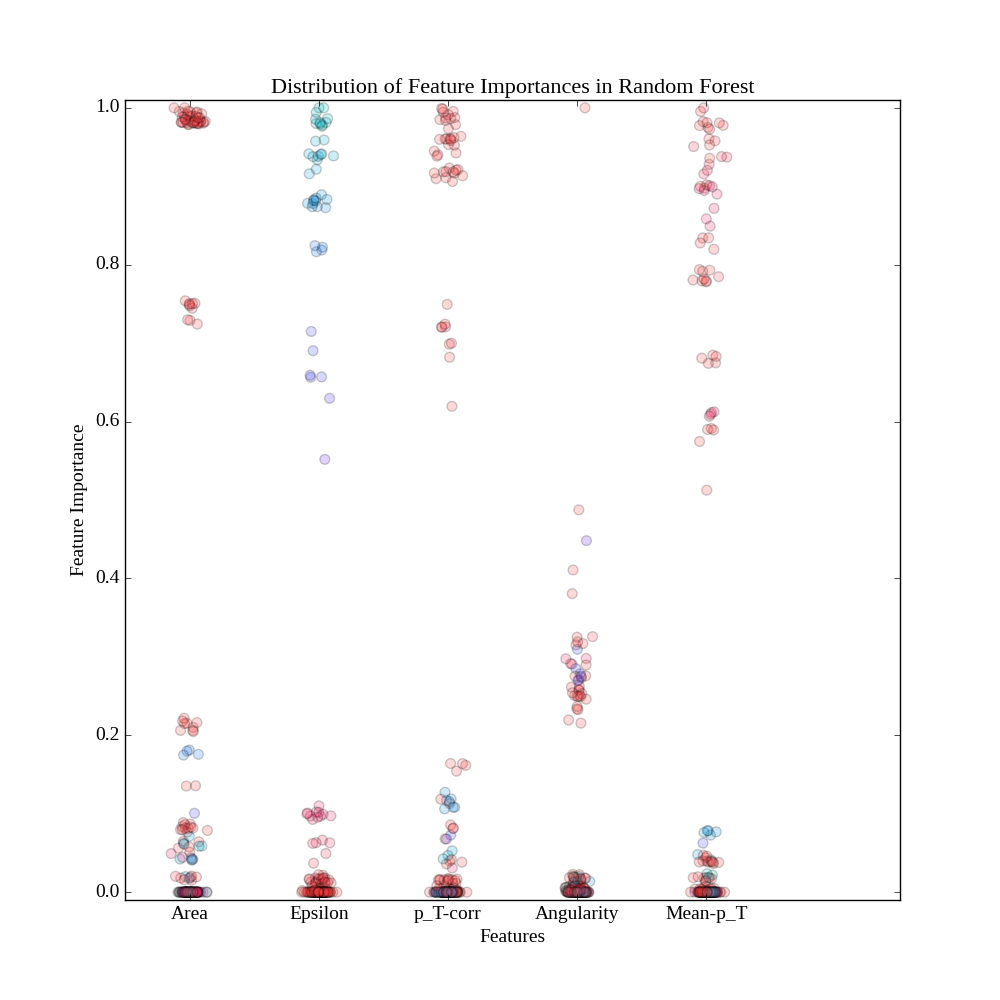 Distribution of Feature Importances in Random Forest
1.0
0.8
0.6
0.4
0.2
0.0
Feature Importance
Area Epsilon p_T-corr Angularity Mean-p_T
Features